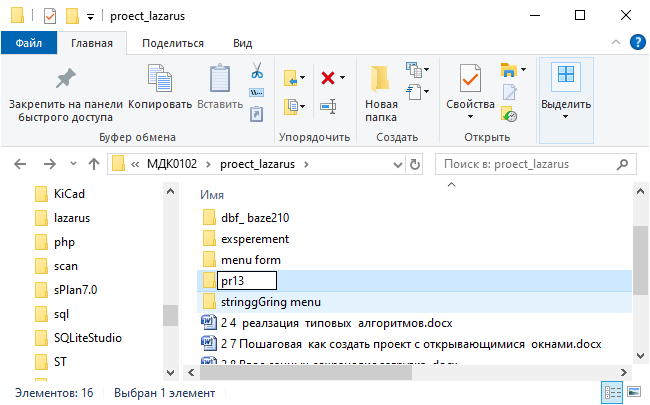 proect_lazarus
Файл Главная Поделиться Вид
Закрепить на панели быстрого доступа
Копировать
Вставить
Новая папка
Свойства
Выделить
Буфер обмена Упорядочить Создать Открыть
« МДК0102 proect_lazarus Поиск в: proect_lazarus
Имя
KiCad
lazarus
php
scan
sPlan7.0
sql
SQLiteStudio
ST
dbf_ baze210
exsperement
menu form
pr13
stringgGring menu
2 4 реалзация типовых алгоритмов.docx
2 7 Пошаговая как создать проект с открывающимися окнами.docx
Элементов: 16 Выбран 1 элемент